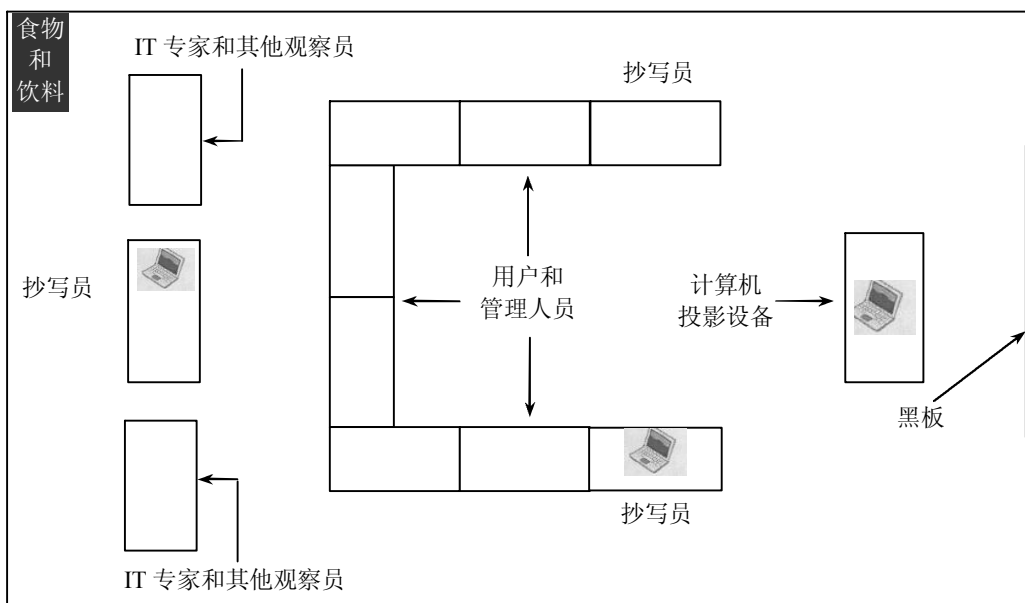 食物
和
饮料
IT 专家和其他观察员
抄写员
抄写员
用户和
管理人员
计算机
投影设备
黑板
抄写员
IT 专家和其他观察员